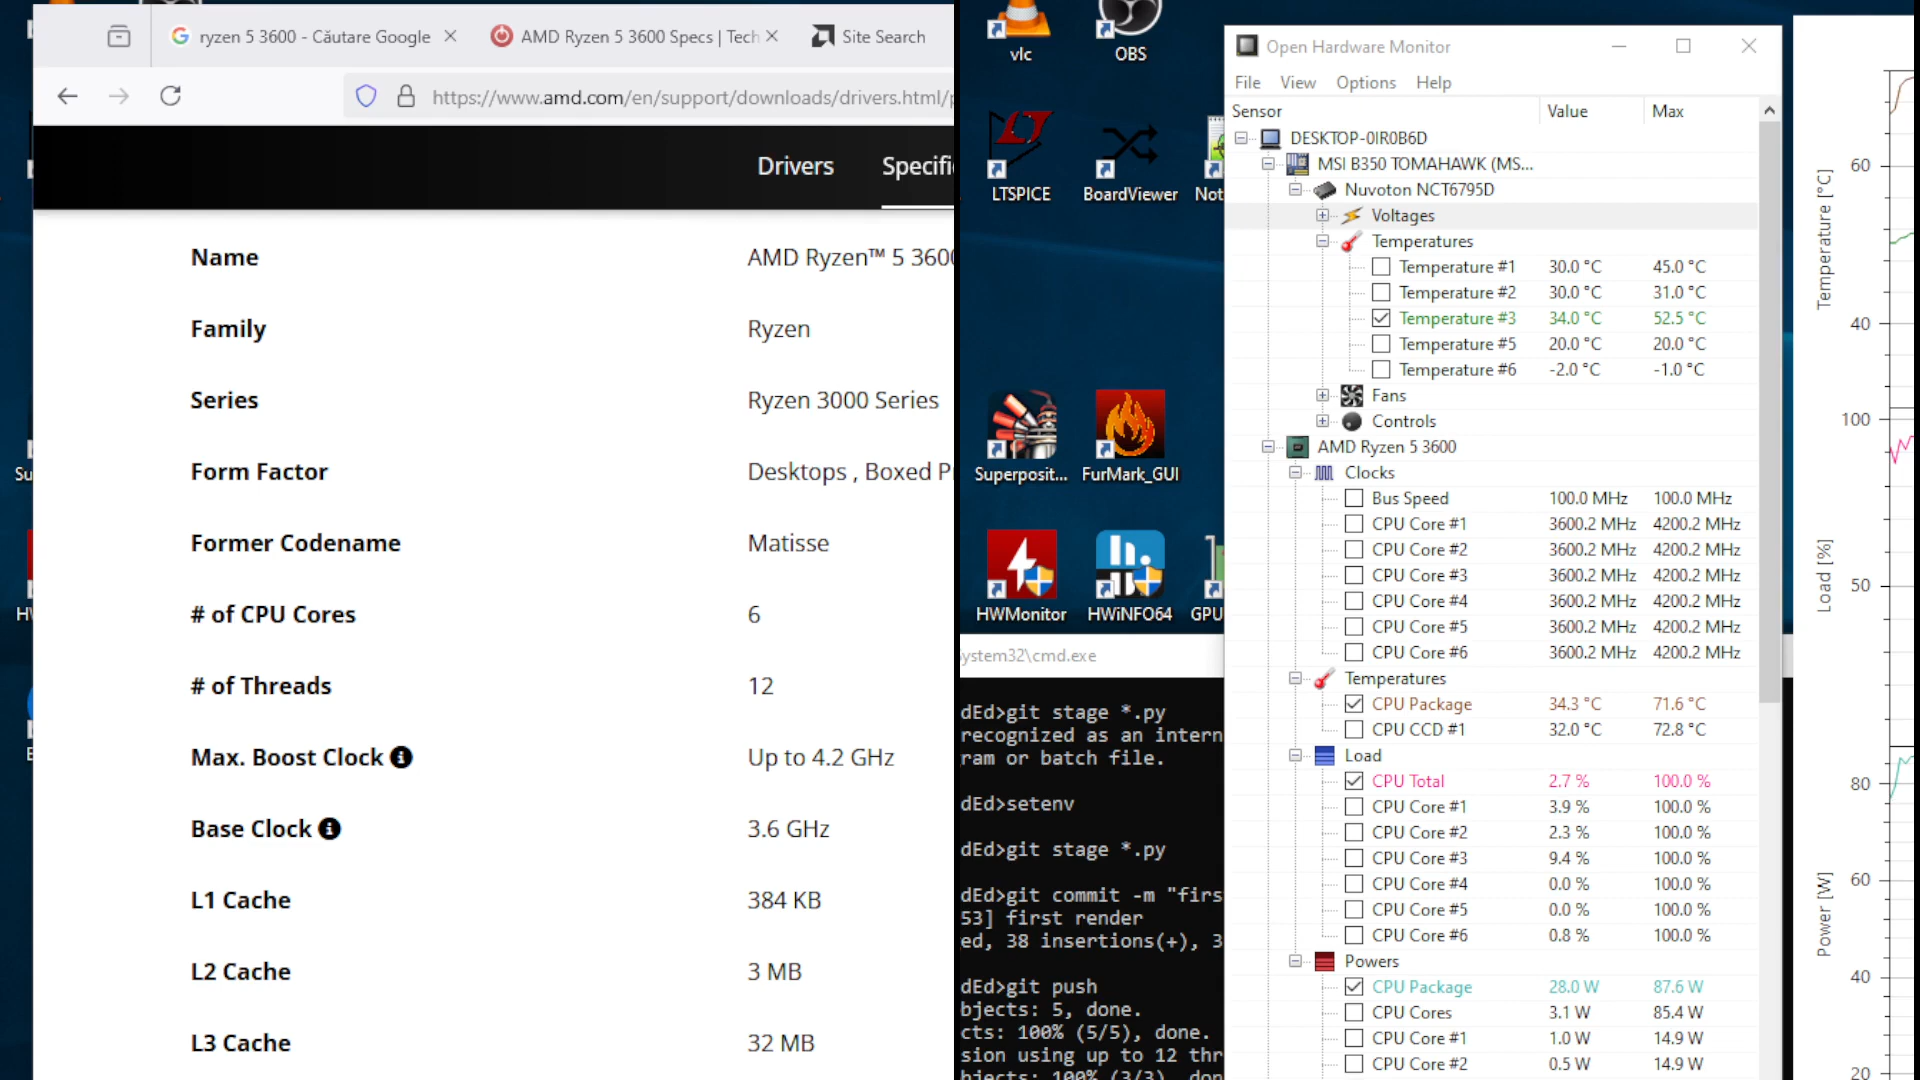 ryzen 5 3600 - Căutare Google
AMD Ryzen 5 3600 Specs | Tech
Site Search
https://www.amd.com/en/support/downloads/drivers.html/p
Drivers
Specifi
Name AMD Ryzen™ 5 3600
Family Ryzen
Series Ryzen 3000 Series
Form Factor Desktops , Boxed P
Former Codename Matisse
# of CPU Cores 6
# of Threads 12
Max. Boost Clock Up to 4.2 GHz
Base Clock 3.6 GHz
L1 Cache 384 KB
L2 Cache 3 MB
L3 Cache 32 MB
Su
vlc
OBS
LTSPICE
BoardViewer
Not
Superposit...
FurMark_GUI
HWMonitor
HWiNFO64
GPU
ystem32\cmd.exe
dEd>git stage *.py
recognized as an intern
ram or batch file.
dEd>setenv
dEd>git stage *.py
dEd>git commit -m "firs
53] first render
ed, 38 insertions(+), 3
dEd>git push
bjects: 5, done.
cts: 100% (5/5), done.
sion using up to 12 thr
bjects: 100% (3/3), don
Open Hardware Monitor
File View Options Help
Sensor Value Max
DESKTOP-0IR0B6D
MSI B350 TOMAHAWK (MS...
Nuvoton NCT6795D
Voltages
Temperatures
Temperature #1 30.0 °C 45.0 °C
Temperature #2 30.0 °C 31.0 °C
Temperature #3 34.0 °C 52.5 °C
Temperature #5 20.0 °C 20.0 °C
Temperature #6 -2.0 °C -1.0 °C
Fans
Controls
AMD Ryzen 5 3600
Clocks
Bus Speed 100.0 MHz 100.0 MHz
CPU Core #1 3600.2 MHz 4200.2 MHz
CPU Core #2 3600.2 MHz 4200.2 MHz
CPU Core #3 3600.2 MHz 4200.2 MHz
CPU Core #4 3600.2 MHz 4200.2 MHz
CPU Core #5 3600.2 MHz 4200.2 MHz
CPU Core #6 3600.2 MHz 4200.2 MHz
Temperatures
CPU Package 34.3 °C 71.6 °C
CPU CCD #1 32.0 °C 72.8 °C
Load
CPU Total 2.7 % 100.0 %
CPU Core #1 3.9 % 100.0 %
CPU Core #2 2.3 % 100.0 %
CPU Core #3 9.4 % 100.0 %
CPU Core #4 0.0 % 100.0 %
CPU Core #5 0.0 % 100.0 %
CPU Core #6 0.8 % 100.0 %
Powers
CPU Package 28.0 W 87.6 W
CPU Cores 3.1 W 85.4 W
CPU Core #1 1.0 W 14.9 W
CPU Core #2 0.5 W 14.9 W
Temperature [°C]
60
40
Load [%]
100
50
Power [W]
80
60
40
20